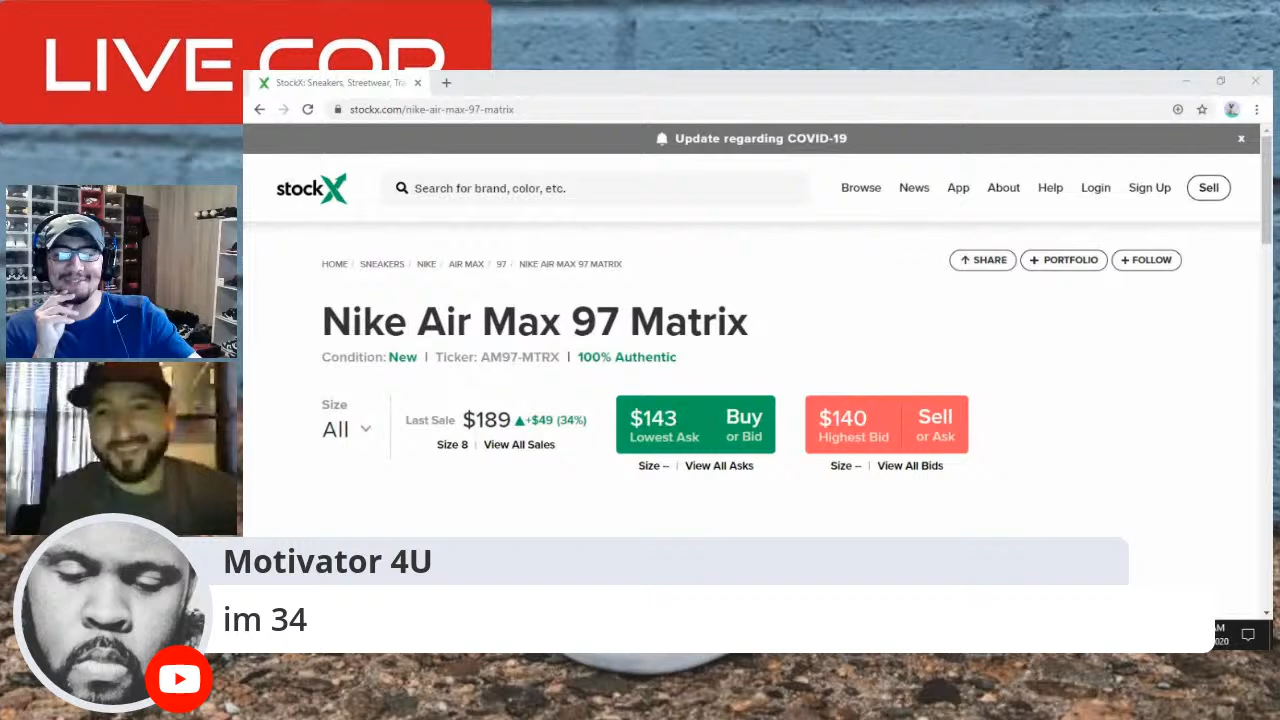 LIVE COP
StockX: Sneakers, Streetwear, Tra
stockx.com/nike-air-max-97-matrix
Update regarding COVID-19
x
stockX
Search for brand, color, etc.
Browse
News
App
About
Help
Login
Sign Up
Sell
HOME / SNEAKERS / NIKE / AIR MAX / 97 / NIKE AIR MAX 97 MATRIX
SHARE
+ PORTFOLIO
+ FOLLOW
Nike Air Max 97 Matrix
Condition: New | Ticker: AM97-MTRX | 100% Authentic
Size
All
Last Sale $189 ▲+$49 (34%)
Size 8 | View All Sales
$143 Buy
Lowest Ask or Bid
Size -- | View All Asks
$140 Sell
Highest Bid or Ask
Size -- | View All Bids
Motivator 4U
im 34
AM
2020